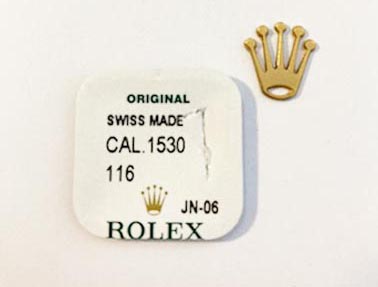 ORIGINAL
SWISS MADE
CAL.1530
116
JN-06
ROLEX